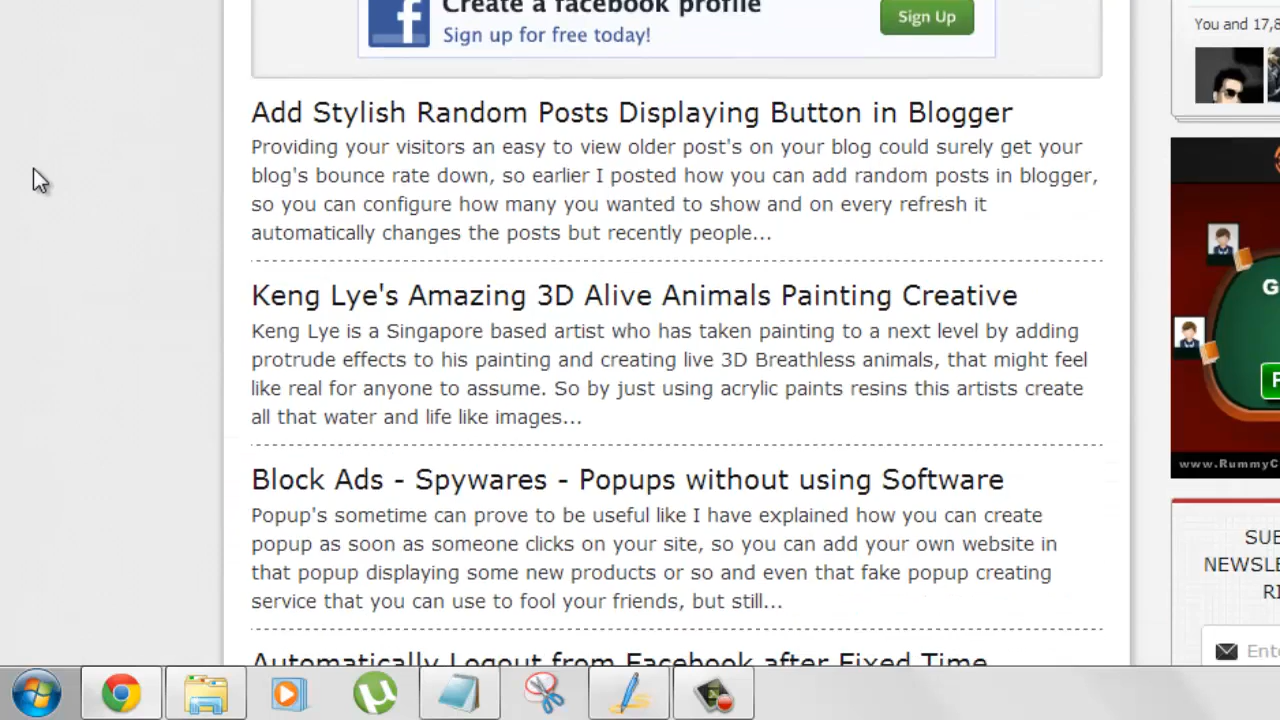 Create a facebook profile
Sign up for free today!
Sign Up
You and 17,8
Add Stylish Random Posts Displaying Button in Blogger
Providing your visitors an easy to view older post's on your blog could surely get your
blog's bounce rate down, so earlier I posted how you can add random posts in blogger,
so you can configure how many you wanted to show and on every refresh it
automatically changes the posts but recently people...
Keng Lye's Amazing 3D Alive Animals Painting Creative
Keng Lye is a Singapore based artist who has taken painting to a next level by adding
protrude effects to his painting and creating live 3D Breathless animals, that might feel
like real for anyone to assume. So by just using acrylic paints resins this artists create
all that water and life like images...
G
P
www.RummyC
Block Ads - Spywares - Popups without using Software
Popup's sometime can prove to be useful like I have explained how you can create
popup as soon as someone clicks on your site, so you can add your own website in
that popup displaying some new products or so and even that fake popup creating
service that you can use to fool your friends, but still...
SUB
NEWSLE
RI
Ente
Automatically Logout from Facebook after Fixed Time